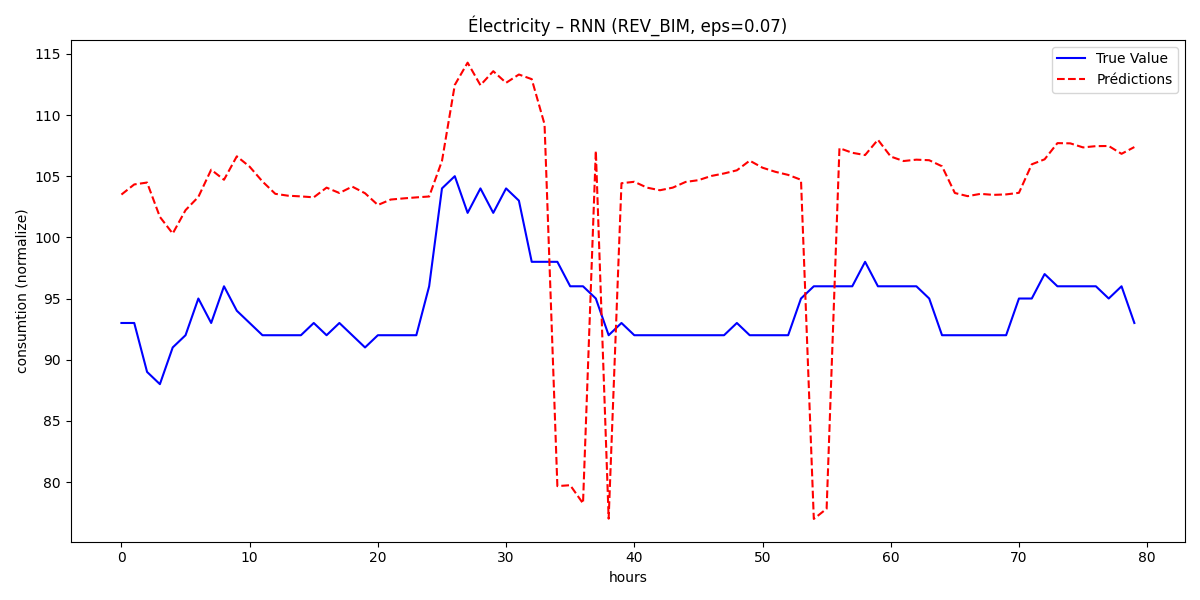 Électricity – RNN (REV_BIM, eps=0.07)
True Value
Prédictions
consumtion (normalize)
115
110
105
100
95
90
85
80
0 10 20 30 40 50 60 70 80
hours